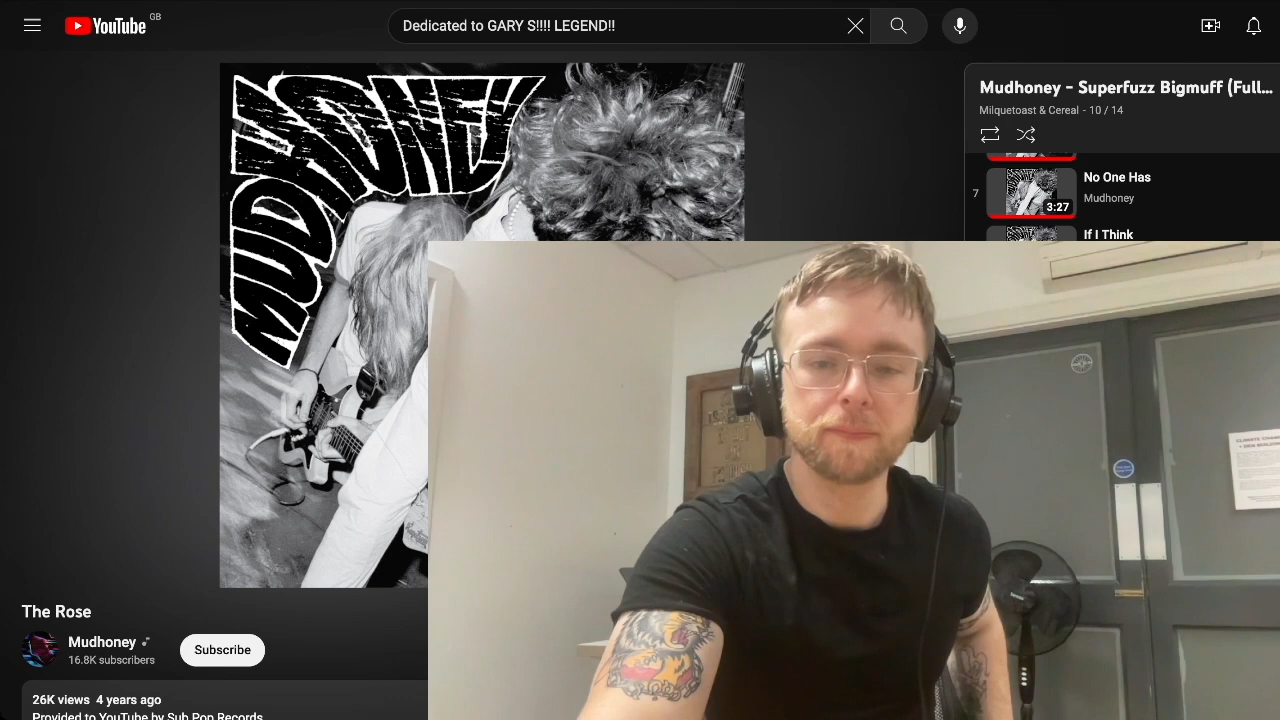 YouTube GB
Dedicated to GARY S!!!! LEGEND!!
MUDHONEY
Mudhoney - Superfuzz Bigmuff (Full...
Milquetoast & Cereal - 10 / 14
7
No One Has
3:27
Mudhoney
If I Think
The Rose
Mudhoney
16.8K subscribers
Subscribe
26K views 4 years ago
Provided to YouTube by Sub Pop Records